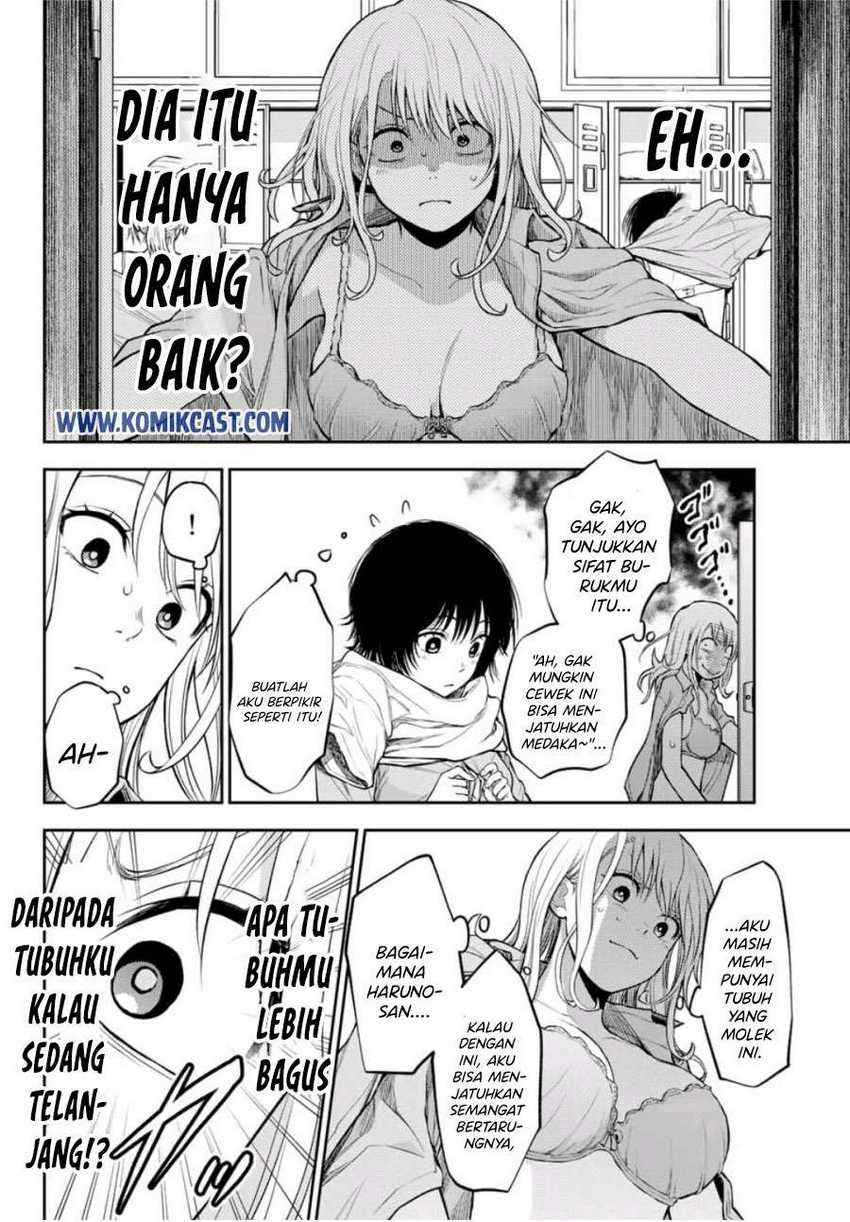 EH...
DIA ITU
HANYA
ORANG
BAIK?
WWW.KOMIKCAST.COM
GAK,
GAK, AYO
TUNJUKKAN
SIFAT BU-
RUKMU
ITU...
"AH, GAK
MUNGKIN
CEWEK INI
BISA MEN-
JATUHKAN
MEDAKA~"...
BUATLAH
AKU BERPIKIR
SEPERTI ITU!
!
AH-
...AKU
MASIH
MEM-
PUNYAI
TUBUH
YANG
MOLEK
INI.
KALAU
DENGAN
INI, AKU
BISA MEN-
JATUHKAN
SEMANGAT
BERTARU-
NGNYA,
BAGAI-
MANA
HARUNO-
SAN....
APA TU-
BUHMU
LEBIH
BAGUS
DARIPADA
TUBUHKU
KALAU
SEDANG
TELAN-
JANG!?